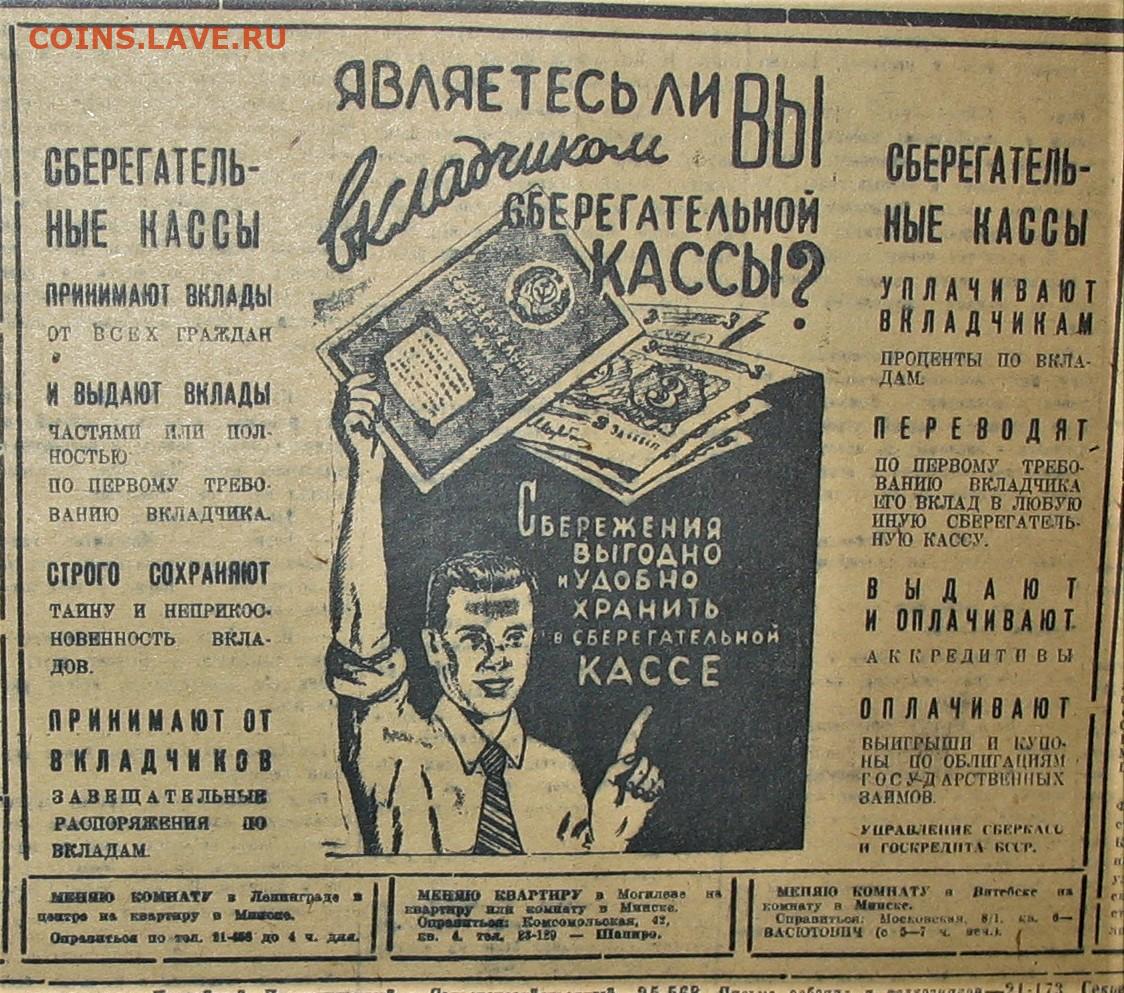 COINS.LAVE.RU
ЯВЛЯЕТЕСЬ ЛИ ВЫ
вкладчиком
СБЕРЕГАТЕЛЬНОЙ
КАССЫ?
СБЕРЕГАТЕЛЬ-
НЫЕ КАССЫ
ПРИНИМАЮТ ВКЛАДЫ
ОТ ВСЕХ ГРАЖДАН
И ВЫДАЮТ ВКЛАДЫ
ЧАСТЯМИ ИЛИ ПОЛ-
НОСТЬЮ
ПО ПЕРВОМУ ТРЕБО-
ВАНИЮ ВКЛАДЧИКА.
СТРОГО СОХРАНЯЮТ
ТАЙНУ И НЕПРИКОС-
НОВЕННОСТЬ ВКЛА-
ДОВ.
ПРИНИМАЮТ ОТ
ВКЛАДЧИКОВ
ЗАВЕЩАТЕЛЬНЫЕ
РАСПОРЯЖЕНИЯ ПО
ВКЛАДАМ
СБЕРЕГАТЕЛЬНАЯ
КНИЖКА
3 3
3
СБЕРЕЖЕНИЯ
ВЫГОДНО
И УДОБНО
ХРАНИТЬ
В СБЕРЕГАТЕЛЬНОЙ
КАССЕ
СБЕРЕГАТЕЛЬ-
НЫЕ КАССЫ
УПЛАЧИВАЮТ
ВКЛАДЧИКАМ
ПРОЦЕНТЫ ПО ВКЛА-
ДАМ.
ПЕРЕВОДЯТ
ПО ПЕРВОМУ ТРЕБО-
ВАНИЮ ВКЛАДЧИКА
ЕГО ВКЛАД В ЛЮБУЮ
ИНУЮ СБЕРЕГАТЕЛЬ-
НУЮ КАССУ.
ВЫДАЮТ
И ОПЛАЧИВАЮТ
АККРЕДИТИВЫ
ОПЛАЧИВАЮТ
ВЫИГРЫШИ И КУПО-
НЫ ПО ОБЛИГАЦИЯМ
ГОСУДАРСТВЕННЫХ
ЗАЙМОВ.
УПРАВЛЕНИЕ СБЕРКАСС
И ГОСКРЕДИТА БССР.
МЕНЯЮ КОМНАТУ в Ленинграде в
центре на квартиру в Минске.
Справиться по тел. до 4 ч. дня.
МЕНЯЮ КВАРТИРУ в Могилеве на
квартиру или комнату в Минске.
Справиться: Комсомольская, 42,
кв. 4, тел. 23-129 — Шапиро.
МЕНЯЮ КОМНАТУ в Витебске на
комнату в Минске.
Справиться: Московская, 8/1, кв. 6—
ВАСЮТОВИЧ (с 5—7 ч. веч.).